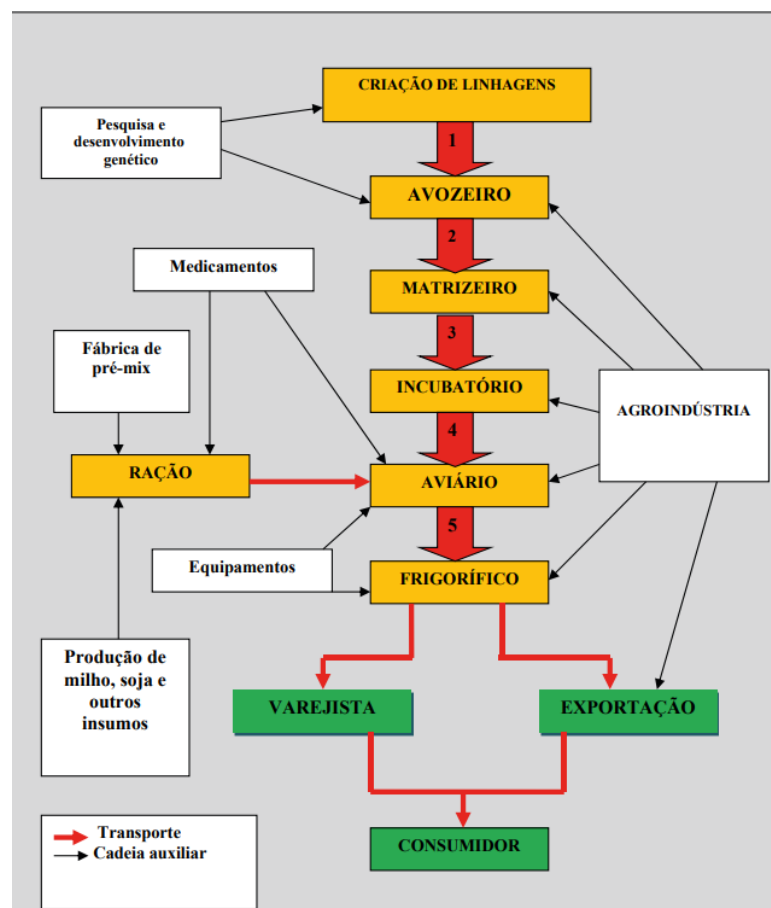 CRIAÇÃO DE LINHAGENS
Pesquisa e
desenvolvimento
genético
1
AVOZEIRO
2
Medicamentos
MATRIZEIRO
3
Fábrica de
pré-mix
INCUBATÓRIO
AGROINDÚSTRIA
4
RAÇÃO
AVIÁRIO
5
Equipamentos
FRIGORÍFICO
Produção de
milho, soja e
outros
insumos
VAREJISTA
EXPORTAÇÃO
Transporte
Cadeia auxiliar
CONSUMIDOR